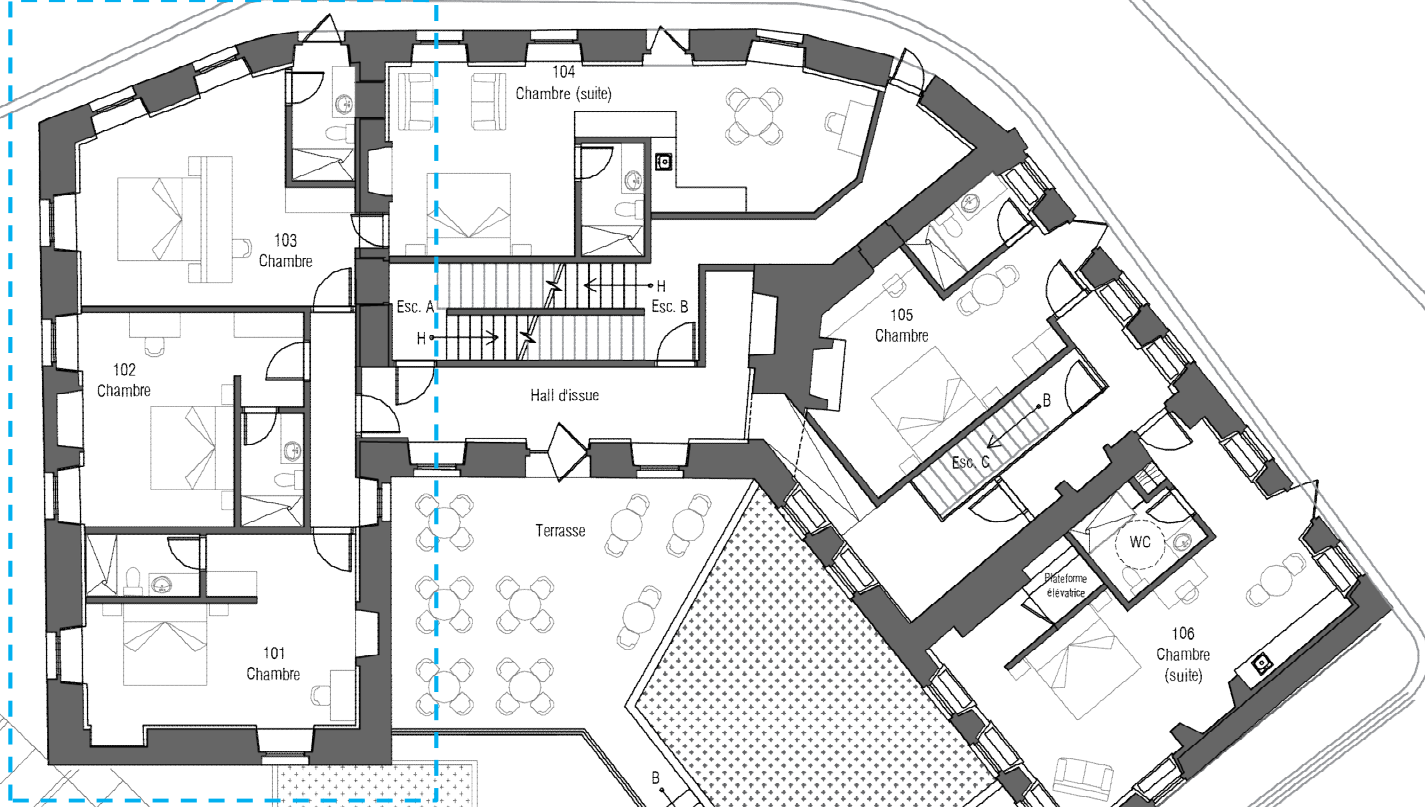 104
Chambre (suite)
103
Chambre
Esc. A
H
Esc. B
H
105
Chambre
102
Chambre
Hall d'issue
B
Esc. C
Terrasse
WC
Plateforme
élévatrice
101
Chambre
106
Chambre
(suite)
B